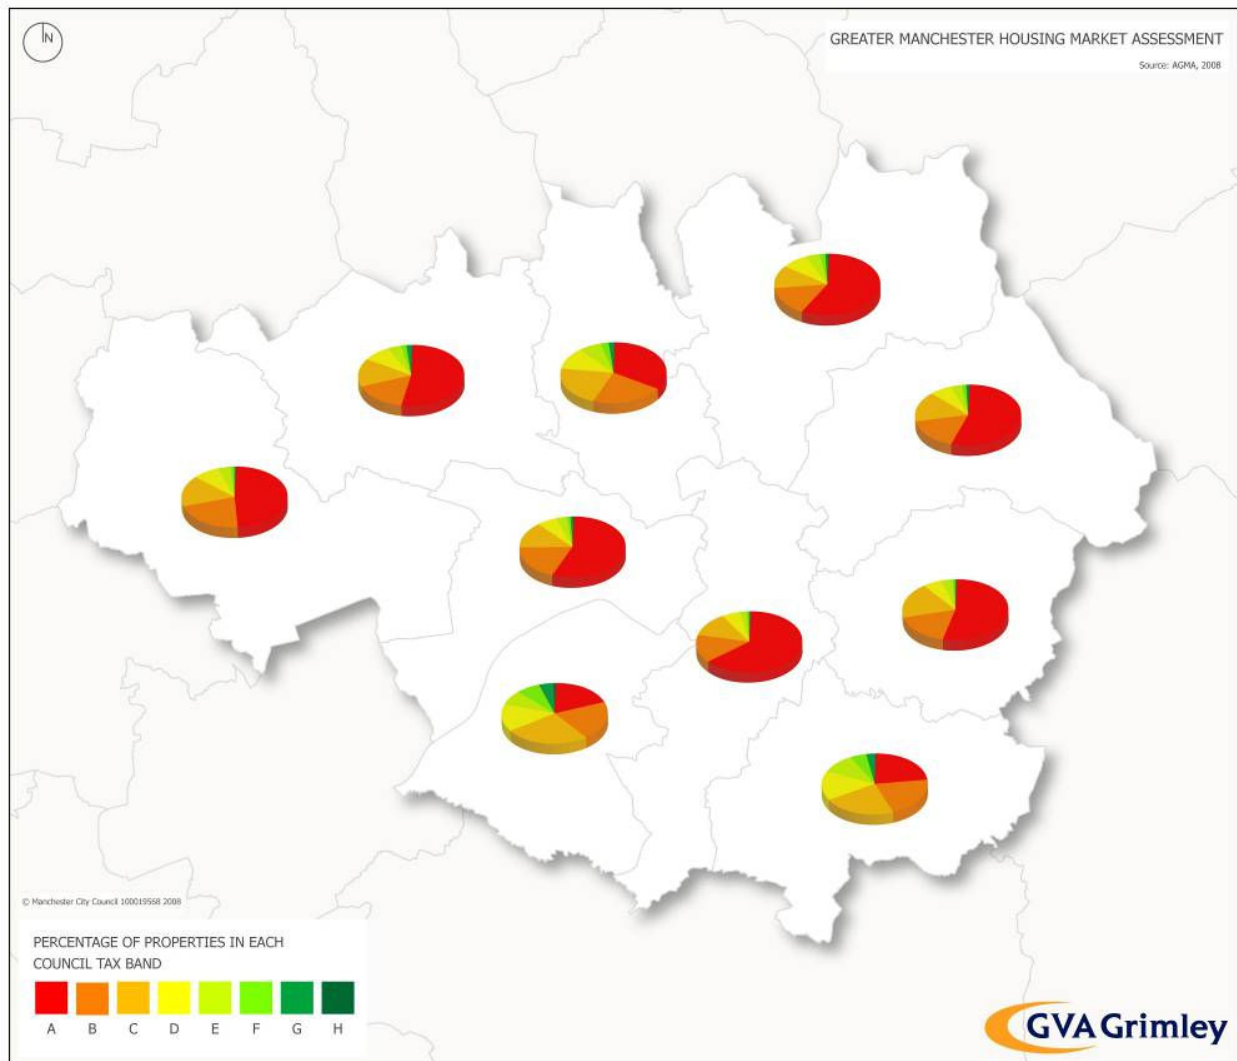 N
GREATER MANCHESTER HOUSING MARKET ASSESSMENT
Source: AGMA, 2008
© Manchester City Council 100019568 2008
PERCENTAGE OF PROPERTIES IN EACH
COUNCIL TAX BAND
A B C D E F G H
GVA Grimley